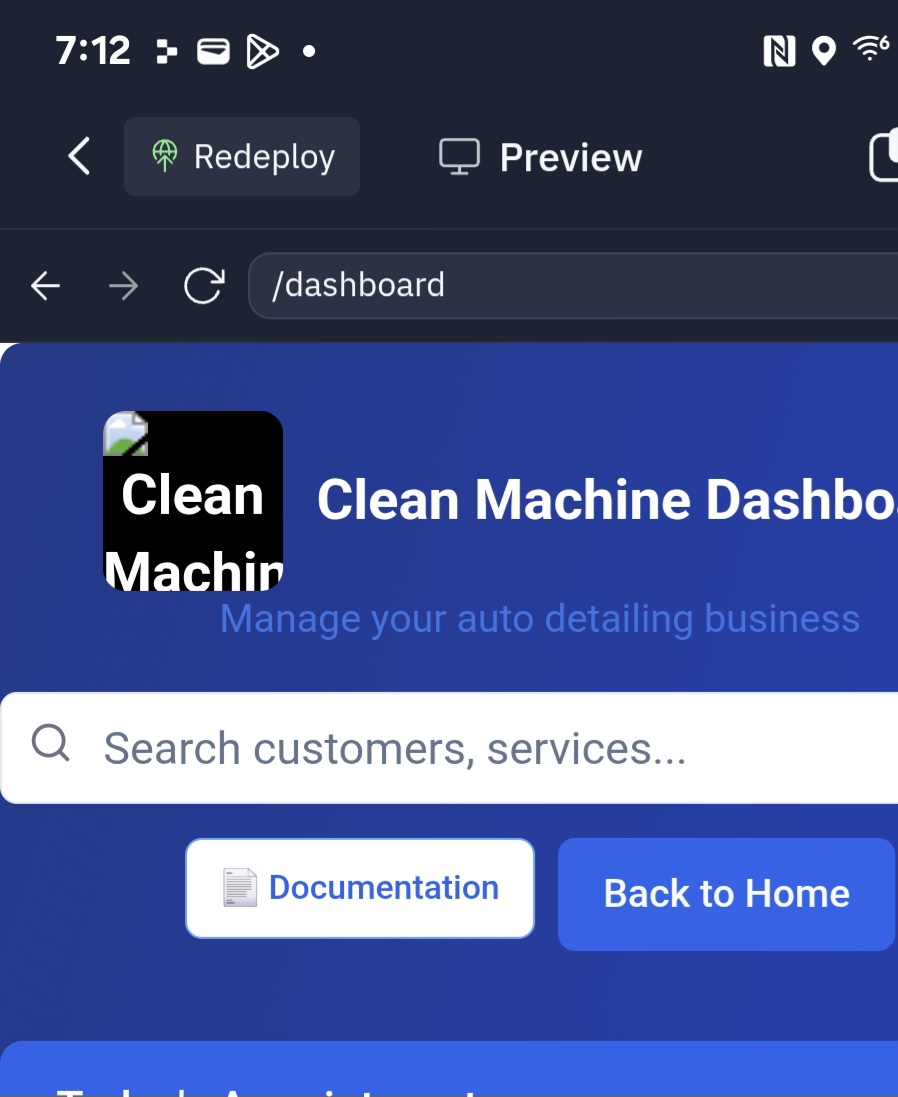 7:12
Redeploy
Preview
/dashboard
Clean
Machin
Clean Machine Dashbo
Manage your auto detailing business
Search customers, services...
Documentation
Back to Home